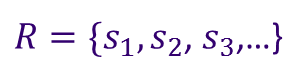 R = {s₁, s₂, s₃,...}